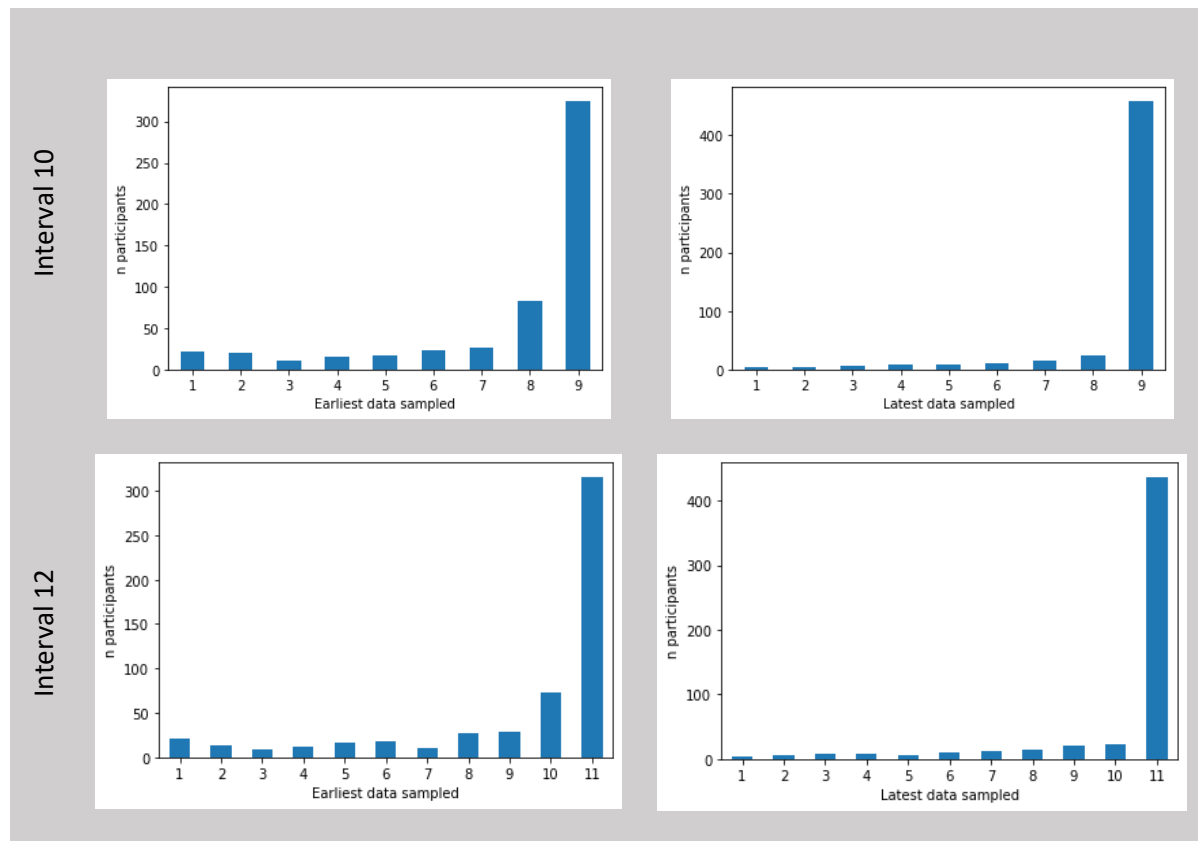 Interval 10
300
250
200
150
100
50
0
n participants
1 2 3 4 5 6 7 8 9
Earliest data sampled
400
300
200
100
0
n participants
1 2 3 4 5 6 7 8 9
Latest data sampled
Interval 12
300
250
200
150
100
50
0
n participants
1 2 3 4 5 6 7 8 9 10 11
Earliest data sampled
400
300
200
100
0
n participants
1 2 3 4 5 6 7 8 9 10 11
Latest data sampled